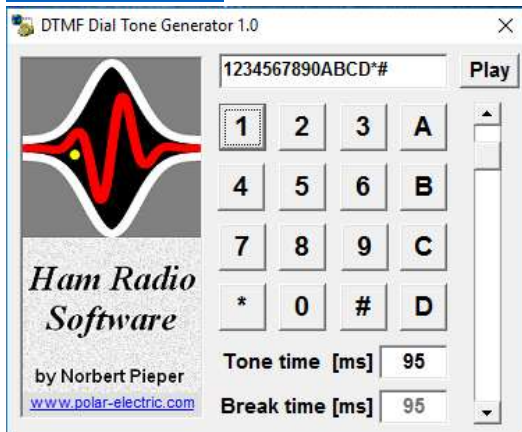 DTMF Dial Tone Generator 1.0
1234567890ABCD*#
Play
1 2 3 A
4 5 6 B
7 8 9 C
* 0 # D
Ham Radio
Software
by Norbert Pieper
www.polar-electric.com
Tone time [ms] 95
Break time [ms] 95